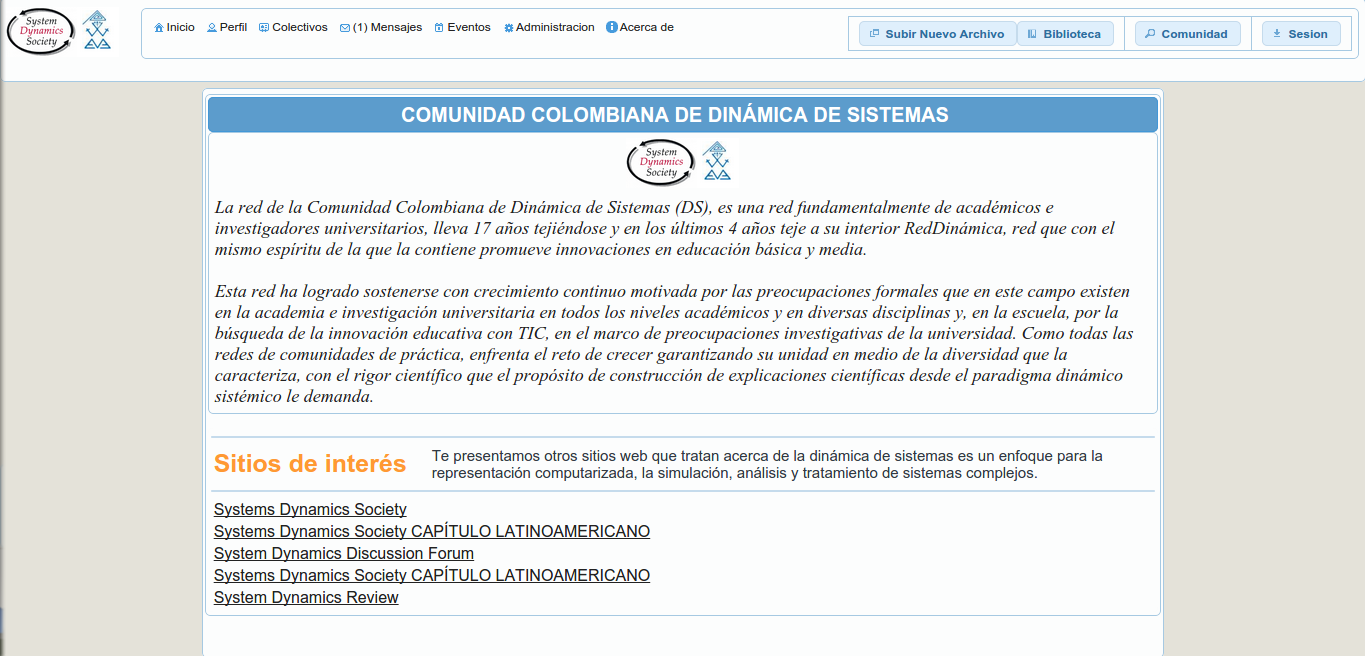 System
Dynamics
Society
Inicio Perfil Colectivos (1) Mensajes Eventos Administracion Acerca de
Subir Nuevo Archivo Biblioteca Comunidad Sesion
COMUNIDAD COLOMBIANA DE DINÁMICA DE SISTEMAS
System
Dynamics
Society
La red de la Comunidad Colombiana de Dinámica de Sistemas (DS), es una red fundamentalmente de académicos e
investigadores universitarios, lleva 17 años tejiéndose y en los últimos 4 años teje a su interior RedDinámica, red que con el
mismo espíritu de la que la contiene promueve innovaciones en educación básica y media.
Esta red ha logrado sostenerse con crecimiento continuo motivada por las preocupaciones formales que en este campo existen
en la academia e investigación universitaria en todos los niveles académicos y en diversas disciplinas y, en la escuela, por la
búsqueda de la innovación educativa con TIC, en el marco de preocupaciones investigativas de la universidad. Como todas las
redes de comunidades de práctica, enfrenta el reto de crecer garantizando su unidad en medio de la diversidad que la
caracteriza, con el rigor científico que el propósito de construcción de explicaciones científicas desde el paradigma dinámico
sistémico le demanda.
Sitios de interés
Te presentamos otros sitios web que tratan acerca de la dinámica de sistemas es un enfoque para la
representación computarizada, la simulación, análisis y tratamiento de sistemas complejos.
Systems Dynamics Society
Systems Dynamics Society CAPÍTULO LATINOAMERICANO
System Dynamics Discussion Forum
Systems Dynamics Society CAPÍTULO LATINOAMERICANO
System Dynamics Review